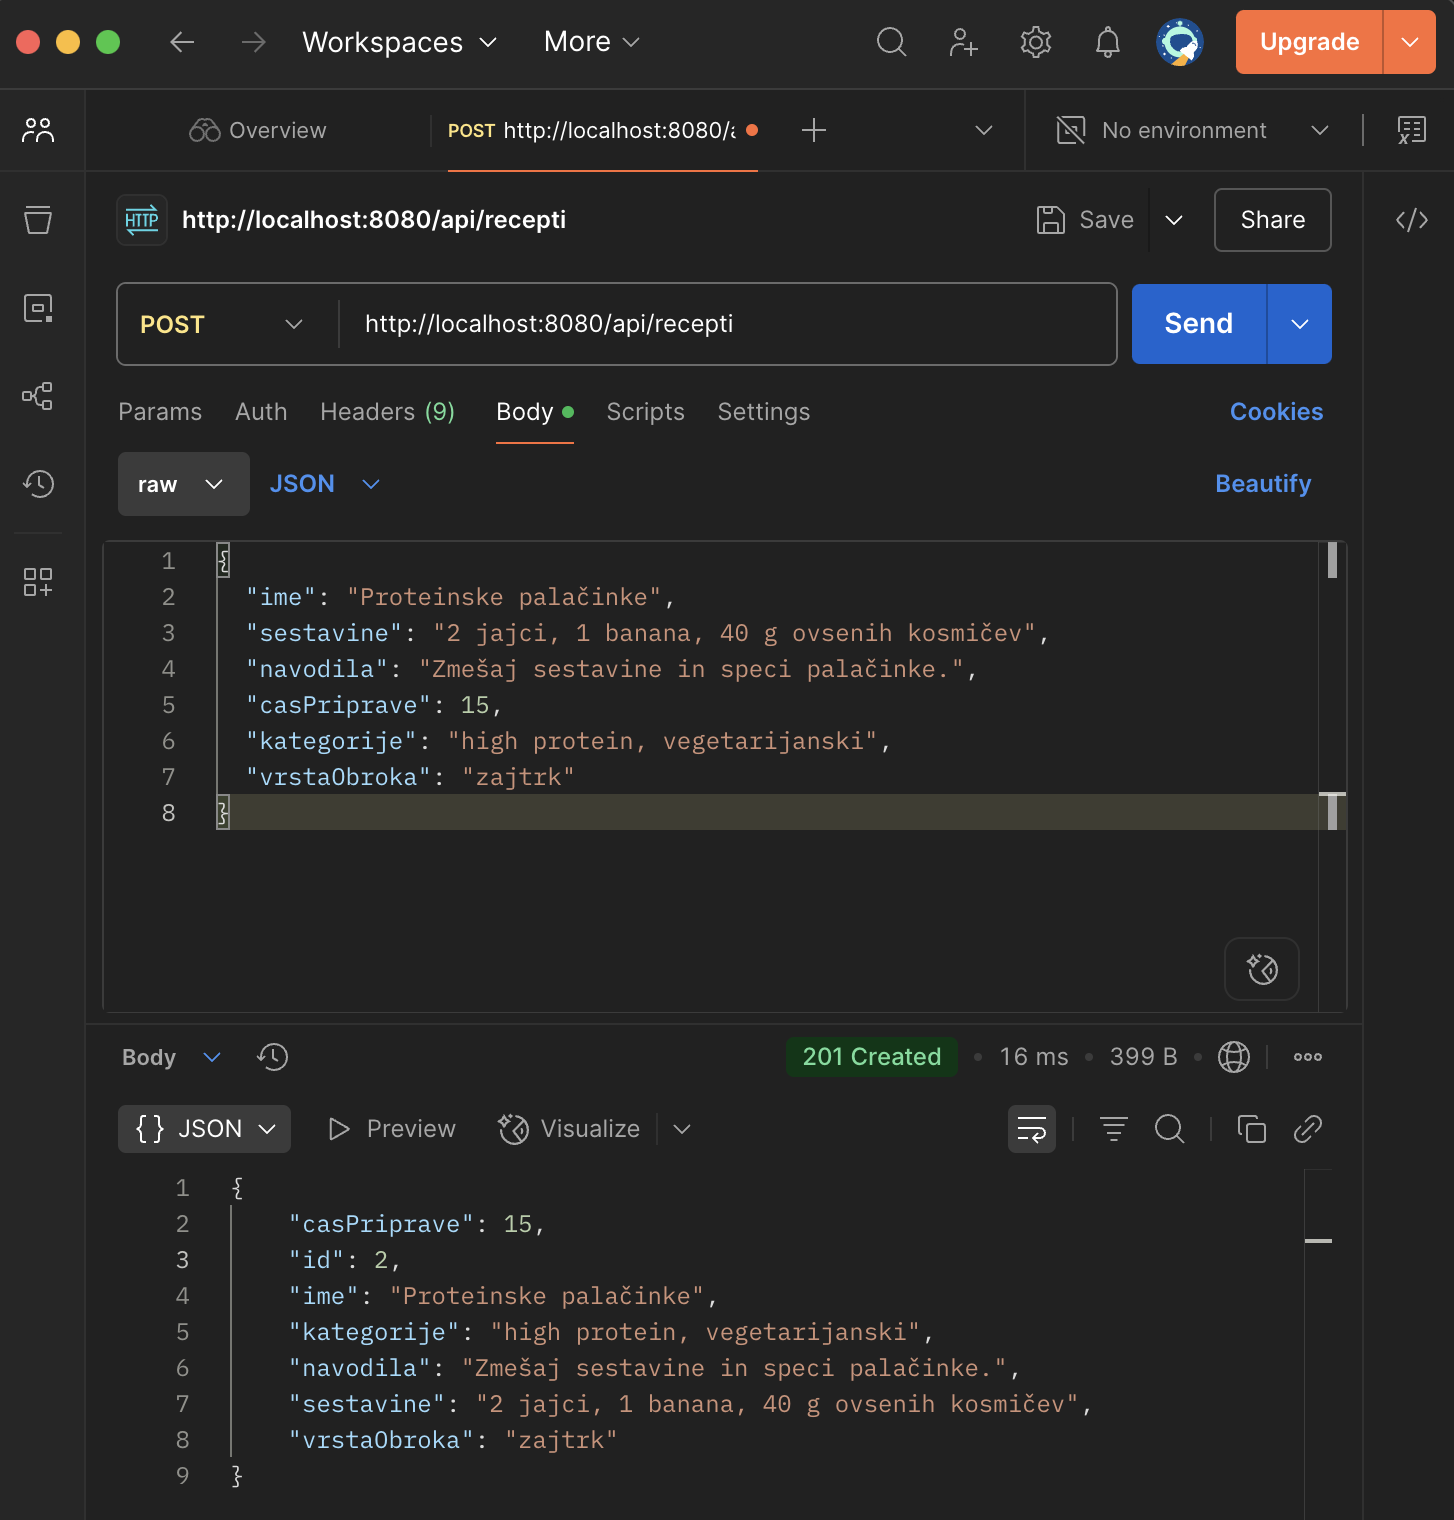 Workspaces More Upgrade
Overview POST http://localhost:8080/a No environment
HTTP http://localhost:8080/api/recepti Save Share
POST http://localhost:8080/api/recepti Send
Params Auth Headers (9) Body Scripts Settings Cookies
raw JSON Beautify
1 {
2 "ime": "Proteinske palačinke",
3 "sestavine": "2 jajci, 1 banana, 40 g ovsenih kosmičev",
4 "navodila": "Zmešaj sestavine in speci palačinke.",
5 "casPriprave": 15,
6 "kategorije": "high protein, vegetarijanski",
7 "vrstaObroka": "zajtrk"
8 }
Body 201 Created • 16 ms • 399 B •
{} JSON Preview Visualize
1 {
2 "casPriprave": 15,
3 "id": 2,
4 "ime": "Proteinske palačinke",
5 "kategorije": "high protein, vegetarijanski",
6 "navodila": "Zmešaj sestavine in speci palačinke.",
7 "sestavine": "2 jajci, 1 banana, 40 g ovsenih kosmičev",
8 "vrstaObroka": "zajtrk"
9 }